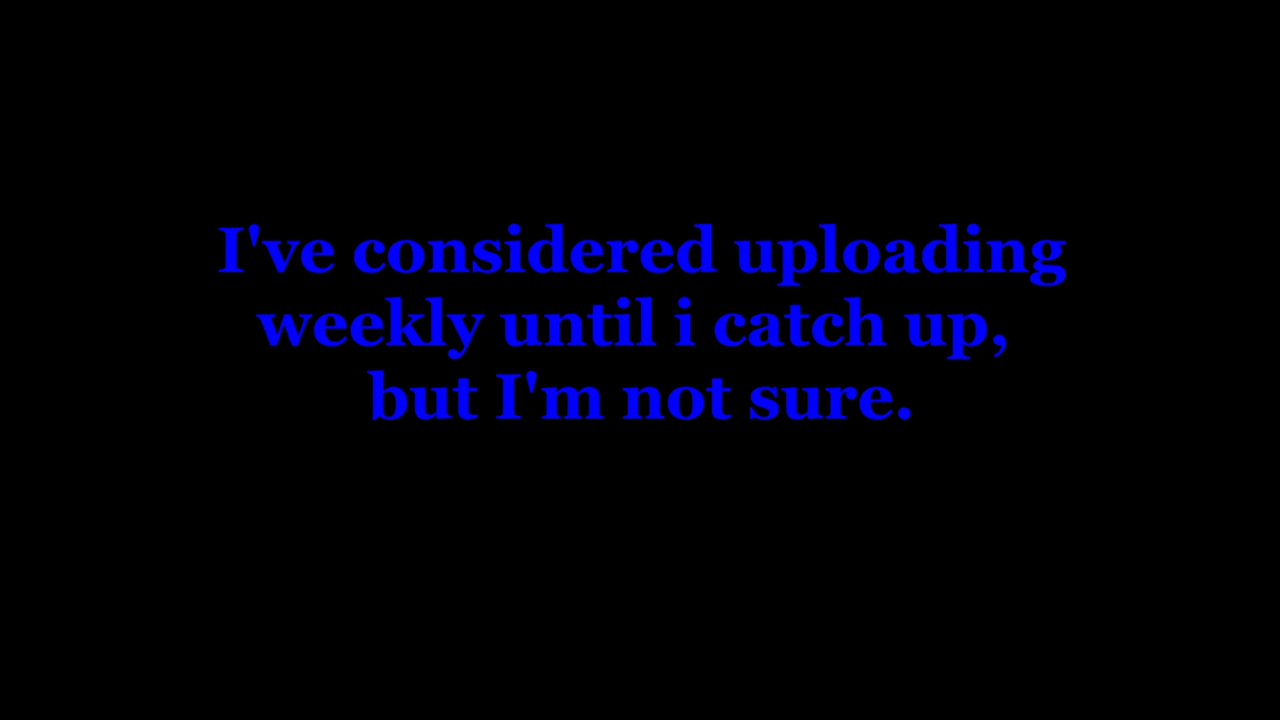 I've considered uploading
weekly until i catch up,
but I'm not sure.